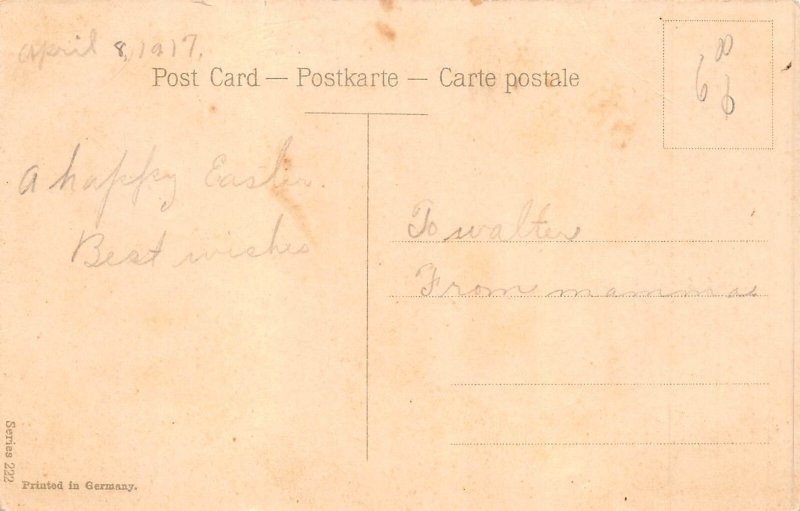 April 8, 1917.
Post Card — Postkarte — Carte postale
A happy Easter.
Best wishes
To walter
From mamma
Series 222
Printed in Germany.